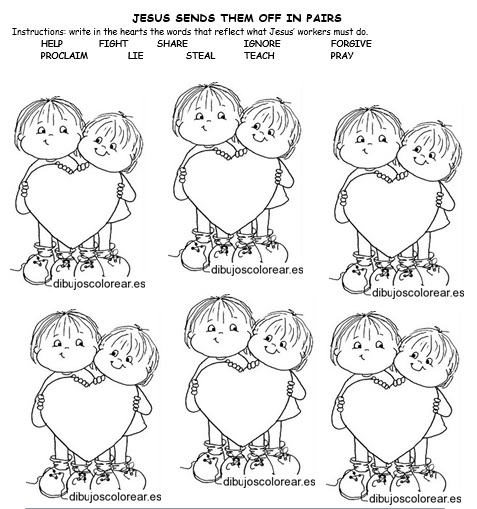 JESUS SENDS THEM OFF IN PAIRS
Instructions: write in the hearts the words that reflect what Jesus' workers must do.
HELP FIGHT SHARE IGNORE FORGIVE
PROCLAIM LIE STEAL TEACH PRAY
dibujoscolorear.es
dibujoscolorear.es
dibujoscolorear.es
dibujoscolorear.es
dibujoscolorear.es
dibujoscolorear.es